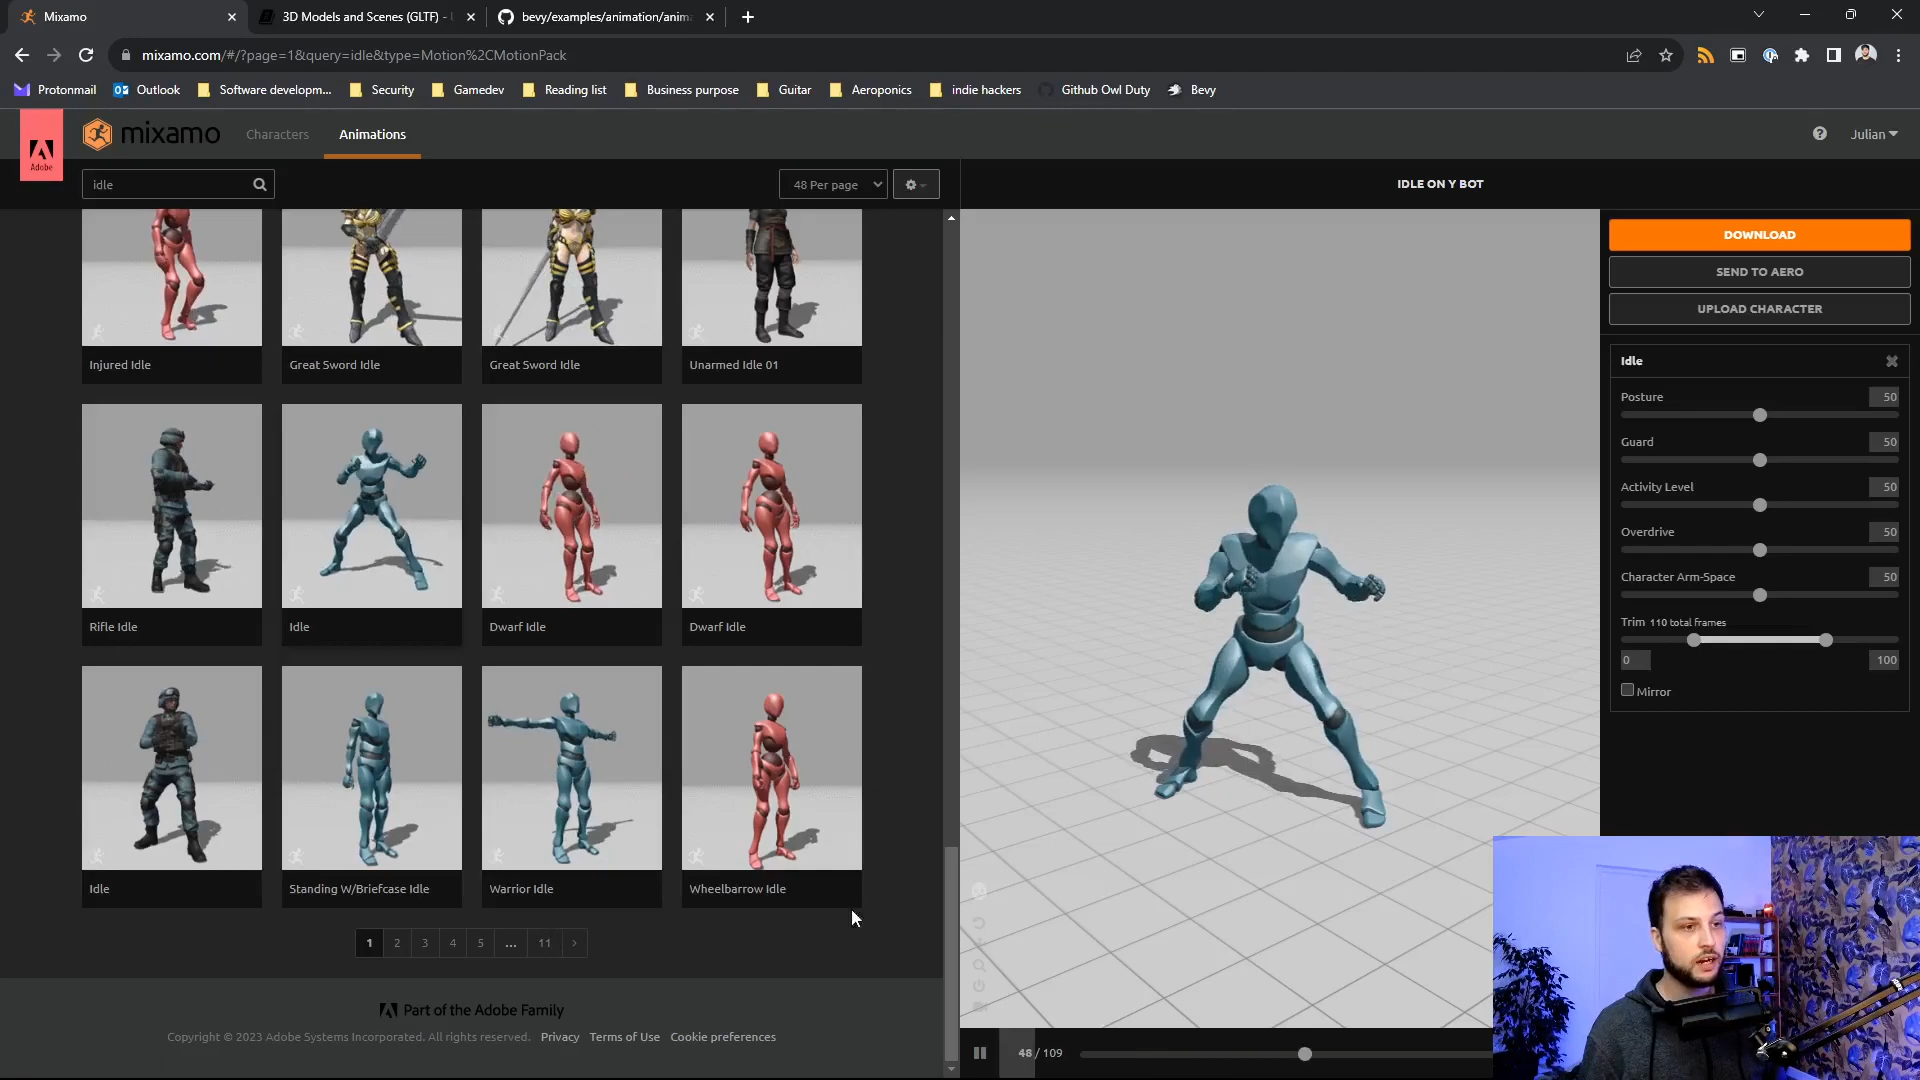 Mixamo
3D Models and Scenes (GLTF) -
bevy/examples/animation/anim
mixamo.com/#/?page=1&query=idle&type=Motion%2CMotionPack
Protonmail
Outlook
Software developm...
Security
Gamedev
Reading list
Business purpose
Guitar
Aeroponics
indie hackers
Github Owl Duty
Bevy
Adobe
mixamo
Characters
Animations
Julian
idle
48 Per page
IDLE ON Y BOT
Injured Idle
Great Sword Idle
Great Sword Idle
Unarmed Idle 01
Rifle Idle
Idle
Dwarf Idle
Dwarf Idle
Idle
Standing W/Briefcase Idle
Warrior Idle
Wheelbarrow Idle
1 2 3 4 5 ... 11 >
Part of the Adobe Family
Copyright © 2023 Adobe Systems Incorporated. All rights reserved. Privacy Terms of Use Cookie preferences
DOWNLOAD
SEND TO AERO
UPLOAD CHARACTER
Idle
Posture 50
Guard 50
Activity Level 50
Overdrive 50
Character Arm-Space 50
Trim 110 total frames
0 100
Mirror
48 / 109